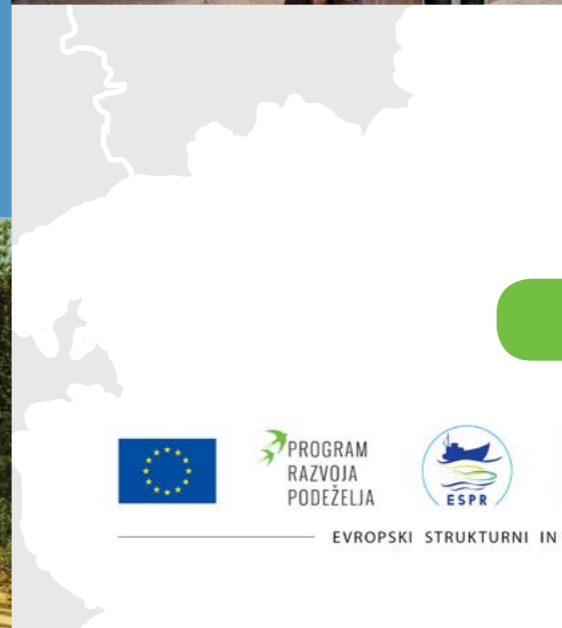 PROGRAM
RAZVOJA
PODEŽELJA
ESPR
EVROPSKI STRUKTURNI IN